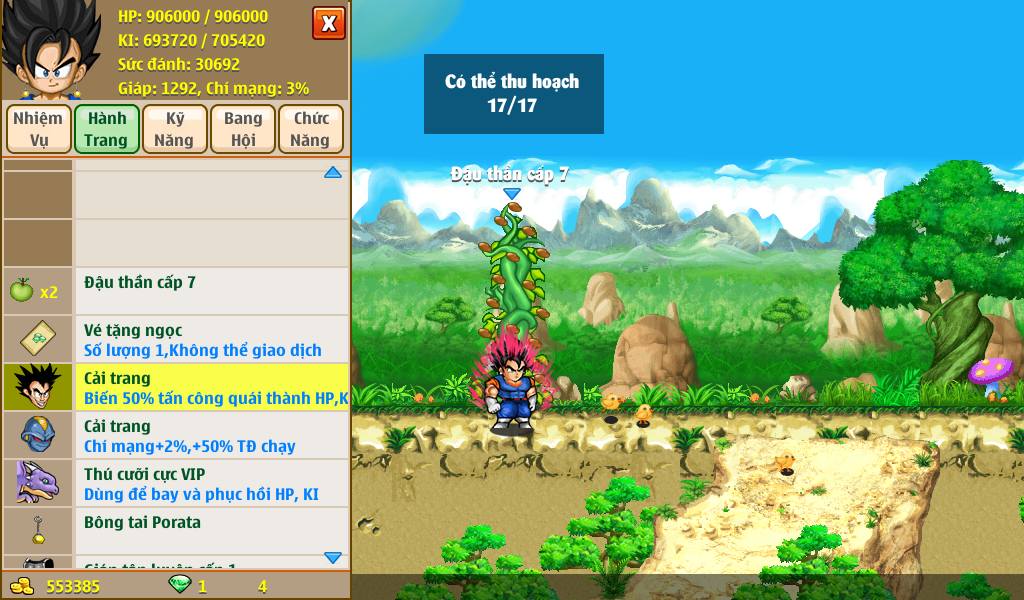 HP: 906000 / 906000
KI: 693720 / 705420
Sức đánh: 30692
Giáp: 1292, Chí mạng: 3%
X
Nhiệm
Vụ
Hành
Trang
Kỹ
Năng
Bang
Hội
Chức
Năng
Có thể thu hoạch
17/17
Đậu thần cấp 7
x2
Đậu thần cấp 7
Vé tặng ngọc
Số lượng 1,Không thể giao dịch
Cải trang
Biến 50% tấn công quái thành HP,K
Cải trang
Chí mạng+2%,+50% TĐ chạy
Thú cưỡi cực VIP
Dùng để bay và phục hồi HP, KI
Bông tai Porata
553385
1
4